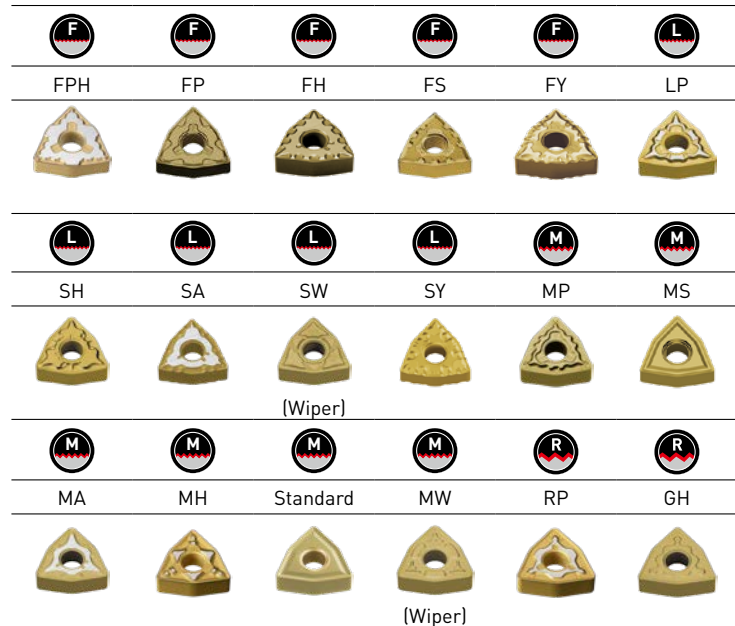 F F F F F L
FPH FP FH FS FY LP
L L L L M M
SH SA SW SY MP MS
(Wiper)
M M M M R R
MA MH Standard MW RP GH
(Wiper)